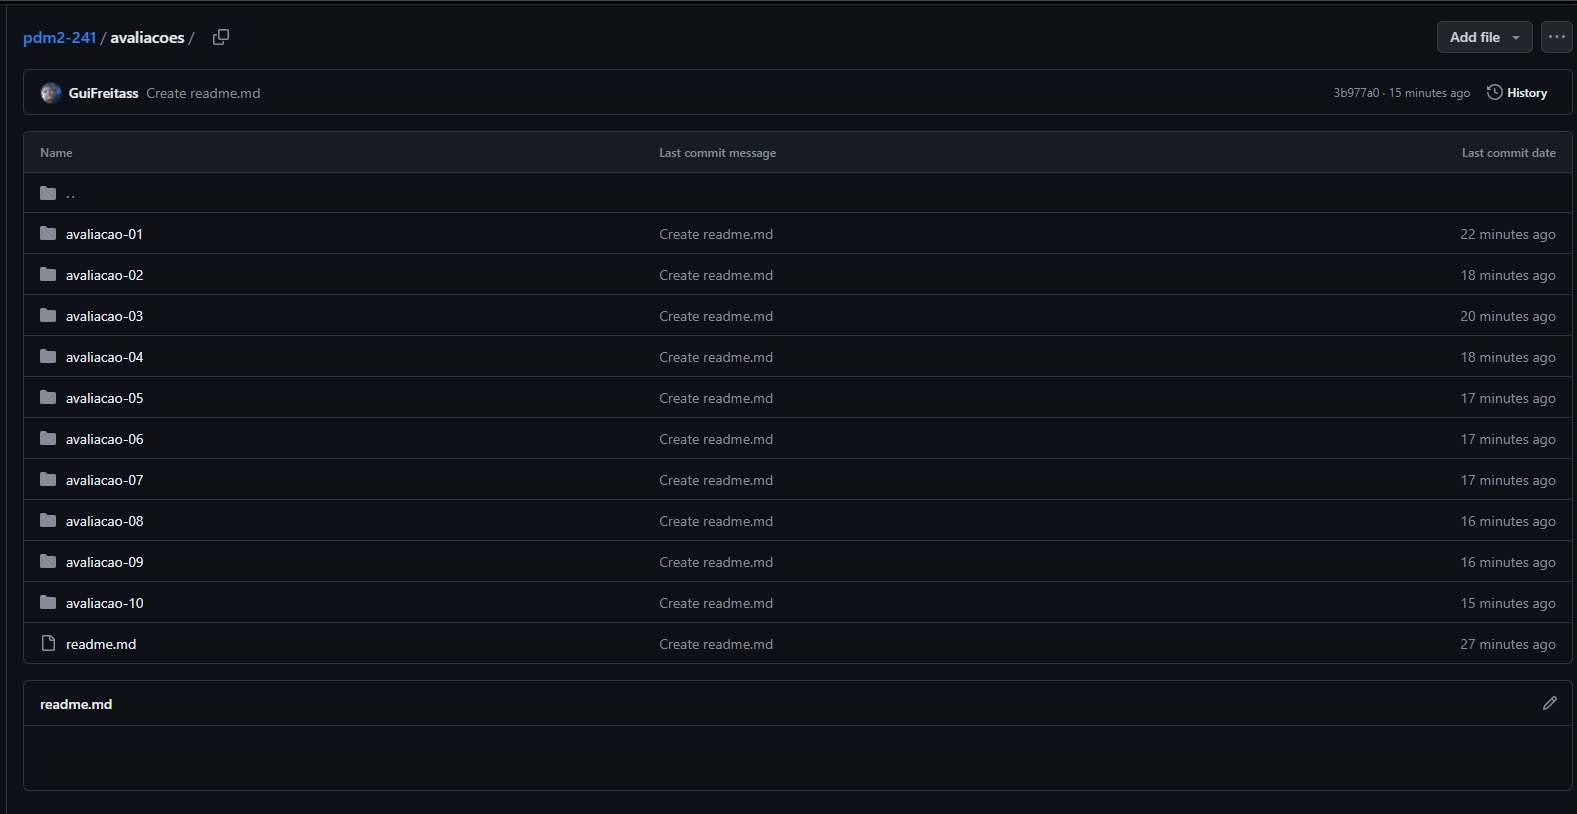 pdm2-241 / avaliacoes / Add file ...
GuiFreitass Create readme.md 3b977a0 · 15 minutes ago History
Name Last commit message Last commit date
..
avaliacao-01 Create readme.md 22 minutes ago
avaliacao-02 Create readme.md 18 minutes ago
avaliacao-03 Create readme.md 20 minutes ago
avaliacao-04 Create readme.md 18 minutes ago
avaliacao-05 Create readme.md 17 minutes ago
avaliacao-06 Create readme.md 17 minutes ago
avaliacao-07 Create readme.md 17 minutes ago
avaliacao-08 Create readme.md 16 minutes ago
avaliacao-09 Create readme.md 16 minutes ago
avaliacao-10 Create readme.md 15 minutes ago
readme.md Create readme.md 27 minutes ago
readme.md